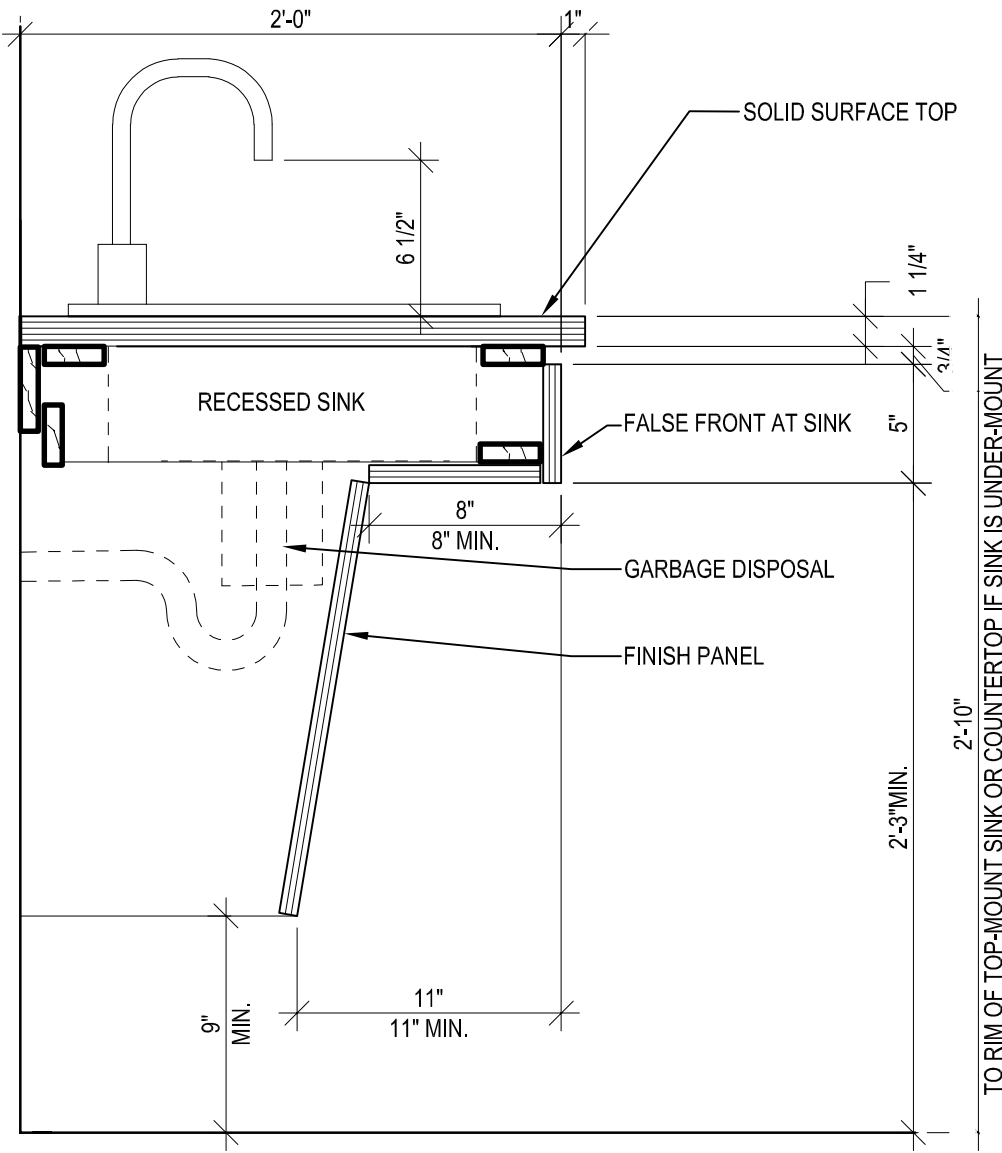 2'-0"
1"
SOLID SURFACE TOP
6 1/2"
1 1/4"
3/4"
RECESSED SINK
FALSE FRONT AT SINK
5"
8"
8" MIN.
GARBAGE DISPOSAL
FINISH PANEL
2'-10"
TO RIM OF TOP-MOUNT SINK OR COUNTERTOP IF SINK IS UNDER-MOUNT
2'-3"MIN.
11"
11" MIN.
9"
MIN.